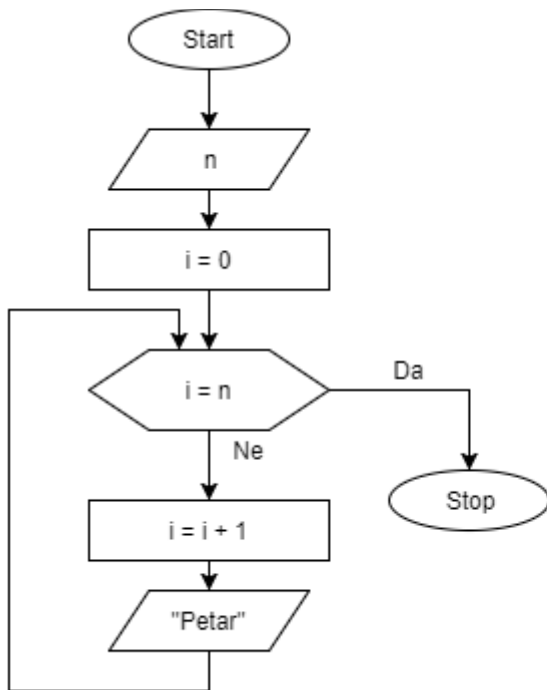 Start
n
i = 0
i = n
Da
Ne
Stop
i = i + 1
"Petar"